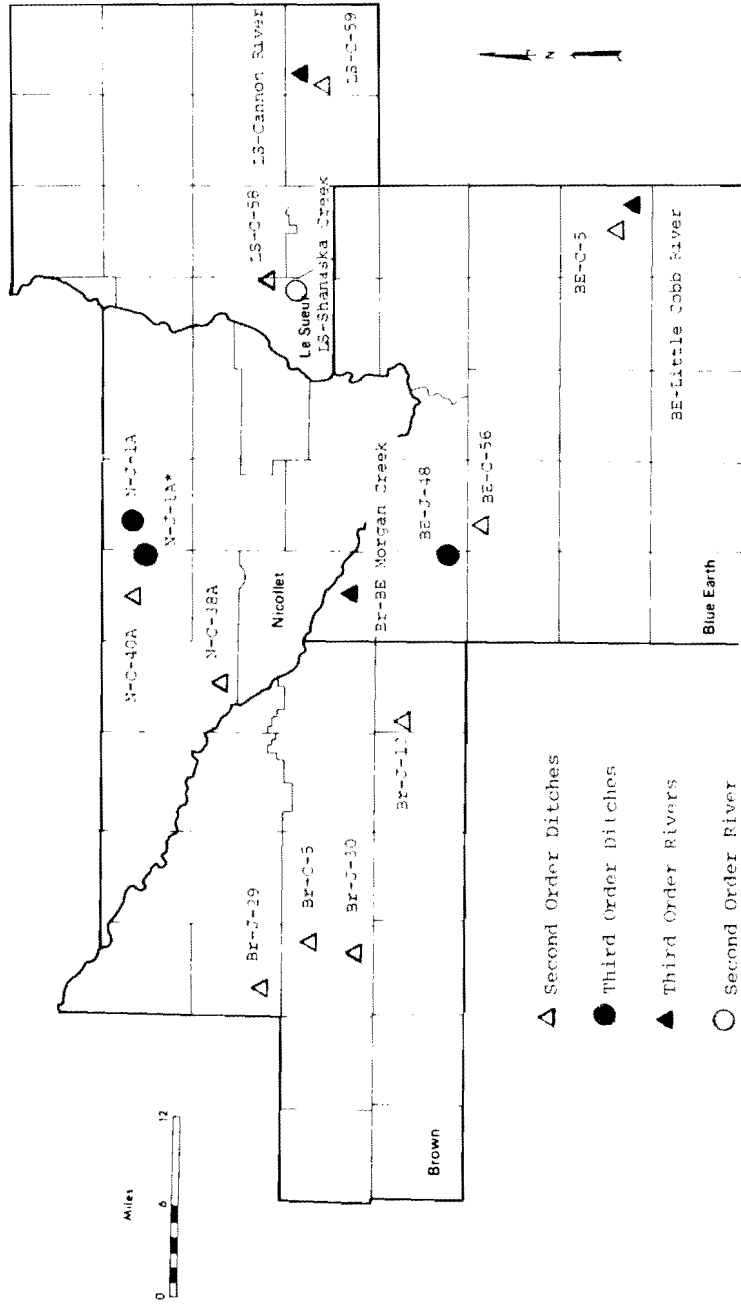 Miles
0 6 12
N-C-40A
N-J-1A
N-J-1A*
N-C-38A
Nicollet
LS-C-58
LS-Cannon River
Le Sueur
LS-Shanaska Creek
LS-C-59
N
Br-J-29
Br-C-5
Br-J-30
Brown
Br-BE Morgan Creek
BE-J-48
BE-C-56
BE-C-5
BE-Little Cobb River
Blue Earth
Second Order Ditches
Third Order Ditches
Third Order Rivers
Second Order River